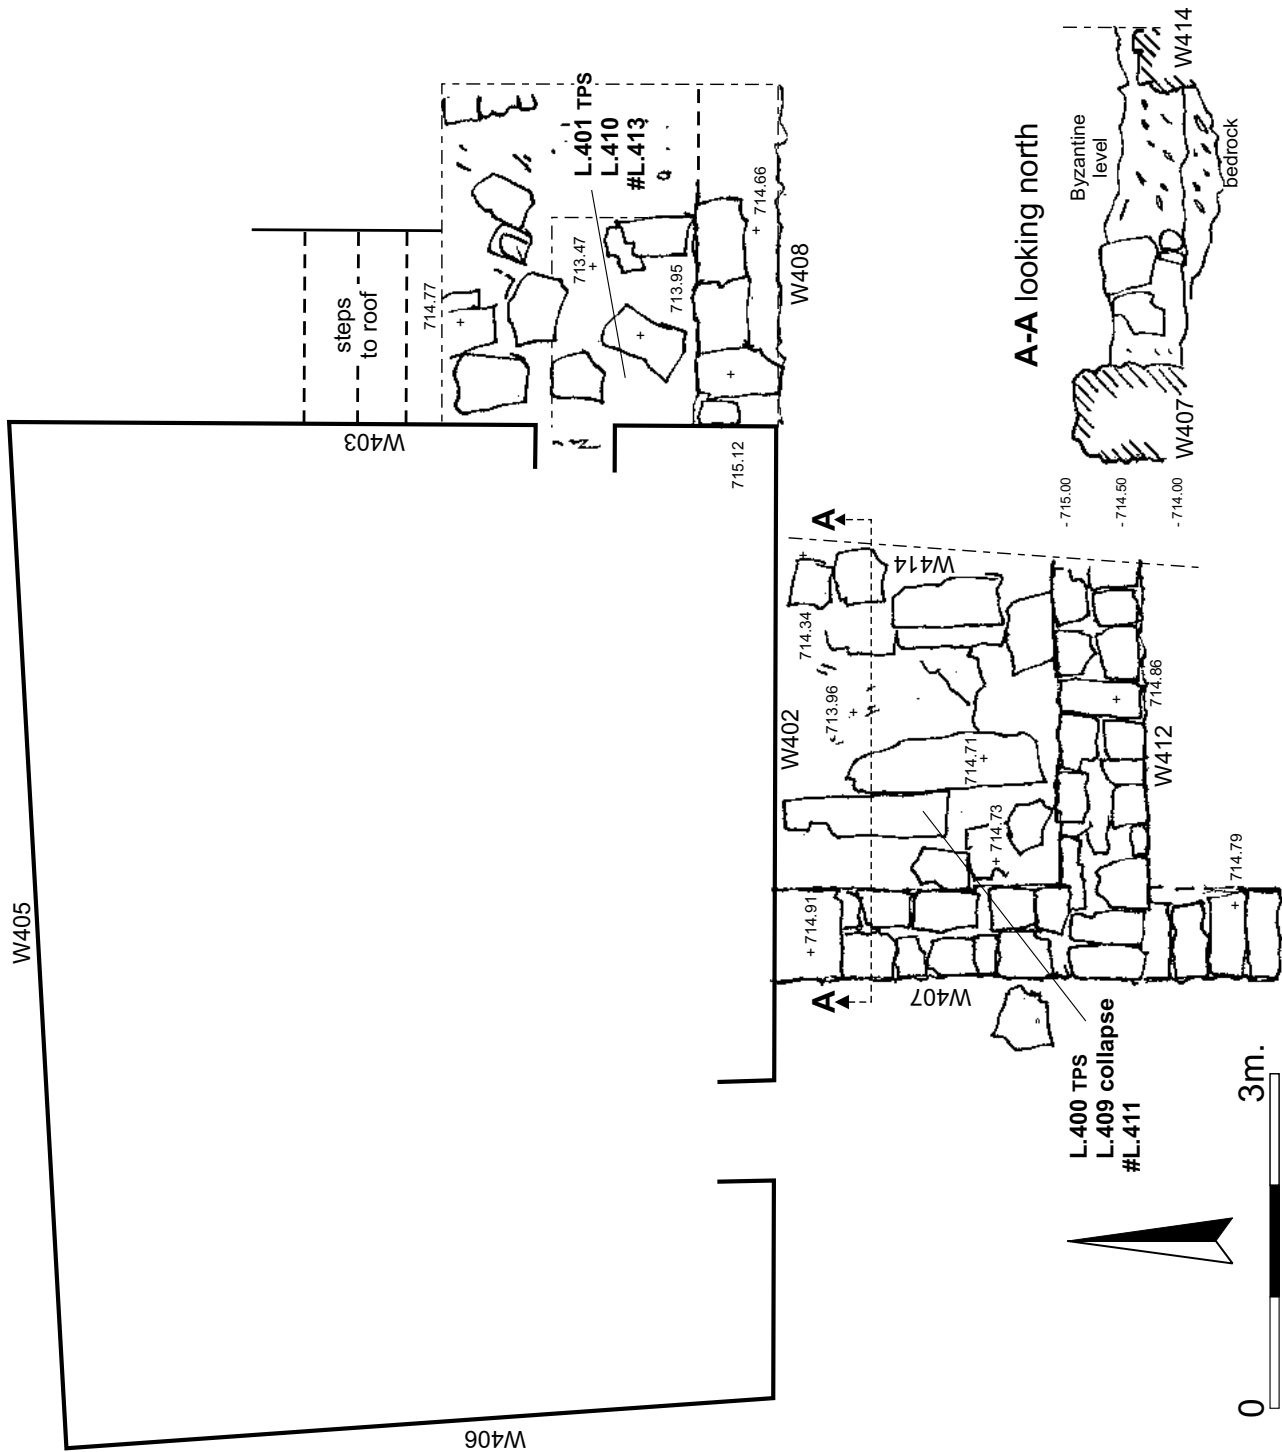 W405
W403
W406
W402
steps
to roof
714.77
L.401 TPS
L.410
#L.413
713.47
713.95
714.66
W408
715.12
A
A
W414
714.34
713.96
714.71
714.73
714.86
W412
714.91
714.79
W407
L.400 TPS
L.409 collapse
#L.411
A-A looking north
Byzantine
level
bedrock
W414
W407
- 715.00
- 714.50
- 714.00
0
3m.